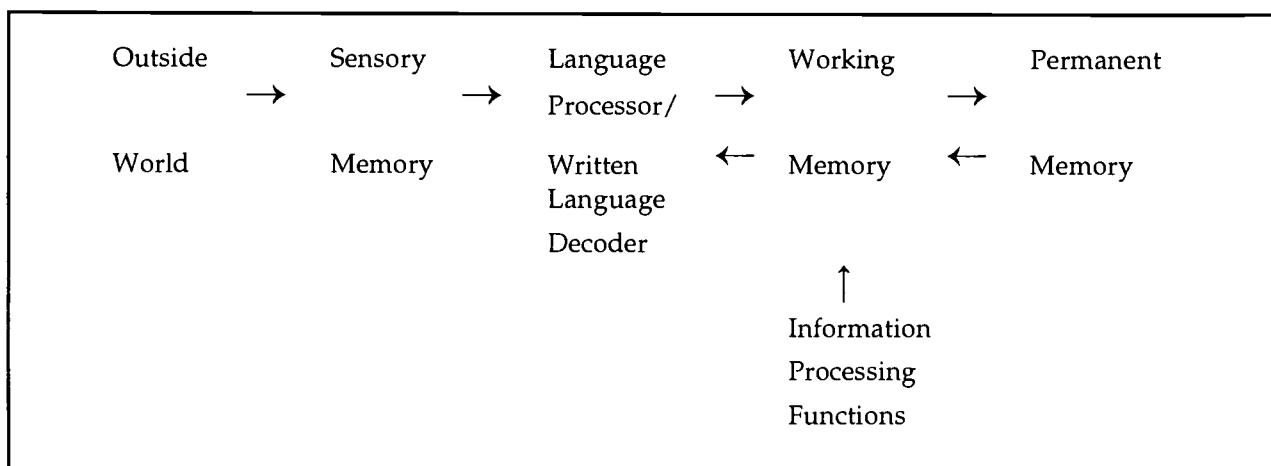 Outside Sensory Language Working Permanent
→ → Processor/ → →
World Memory Written ← Memory ← Memory
Language
Decoder
↑
Information
Processing
Functions